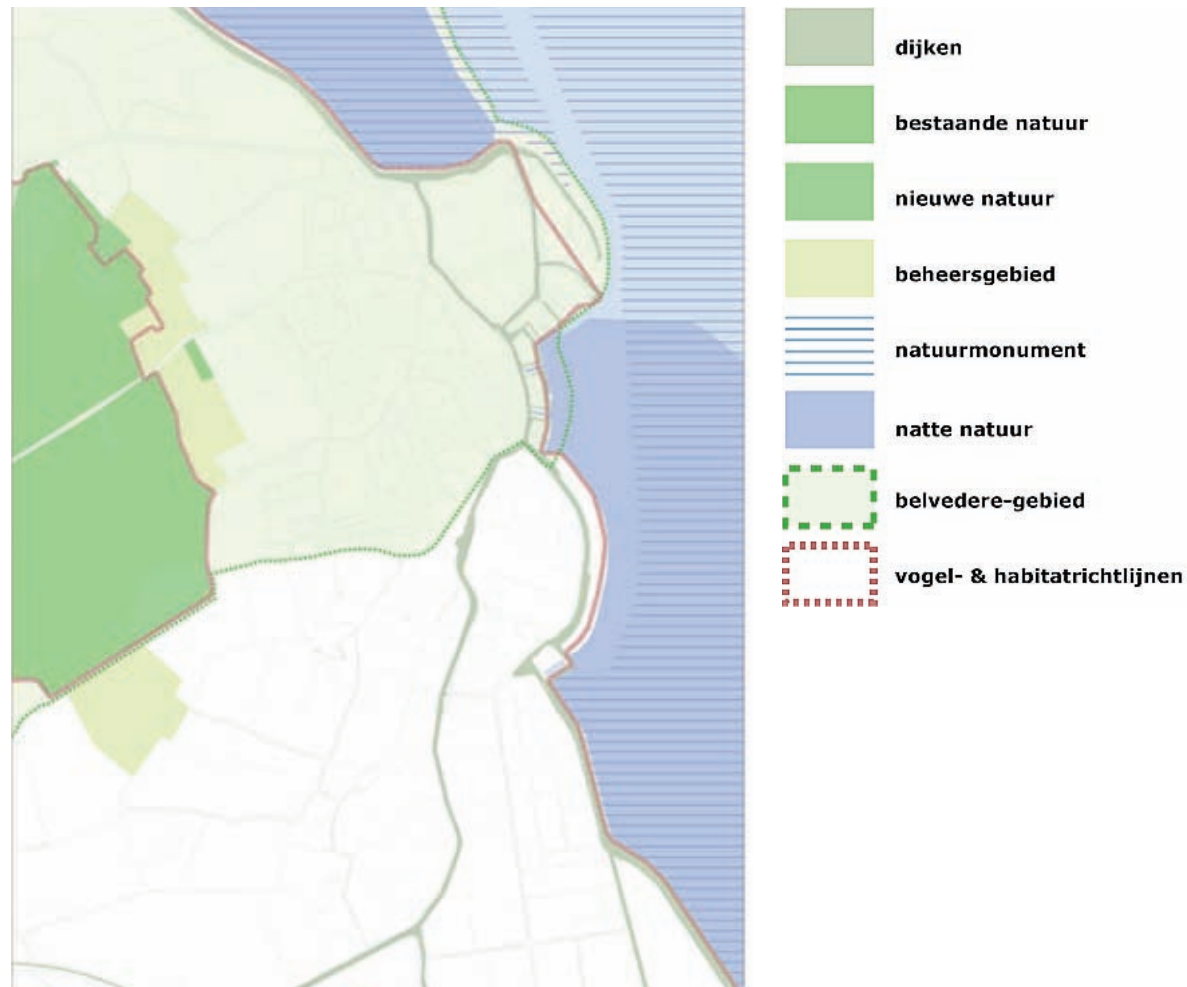 dijken
bestaande natuur
nieuwe natuur
beheersgebied
natuurmonument
natte natuur
belvedere-gebied
vogel- & habitatrichtlijnen